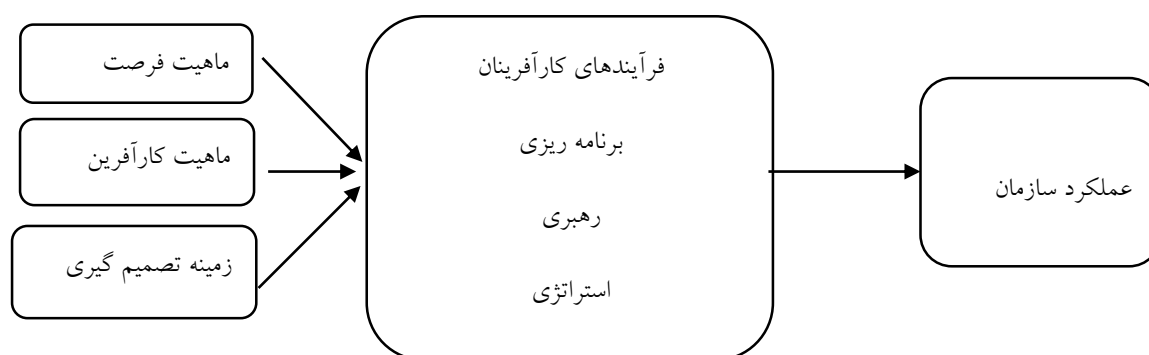 ماهیت فرصت
ماهیت کارآفرین
زمینه تصمیم گیری
فرآیندهای کارآفرینان
برنامه ریزی
رهبری
استراتژی
عملکرد سازمان